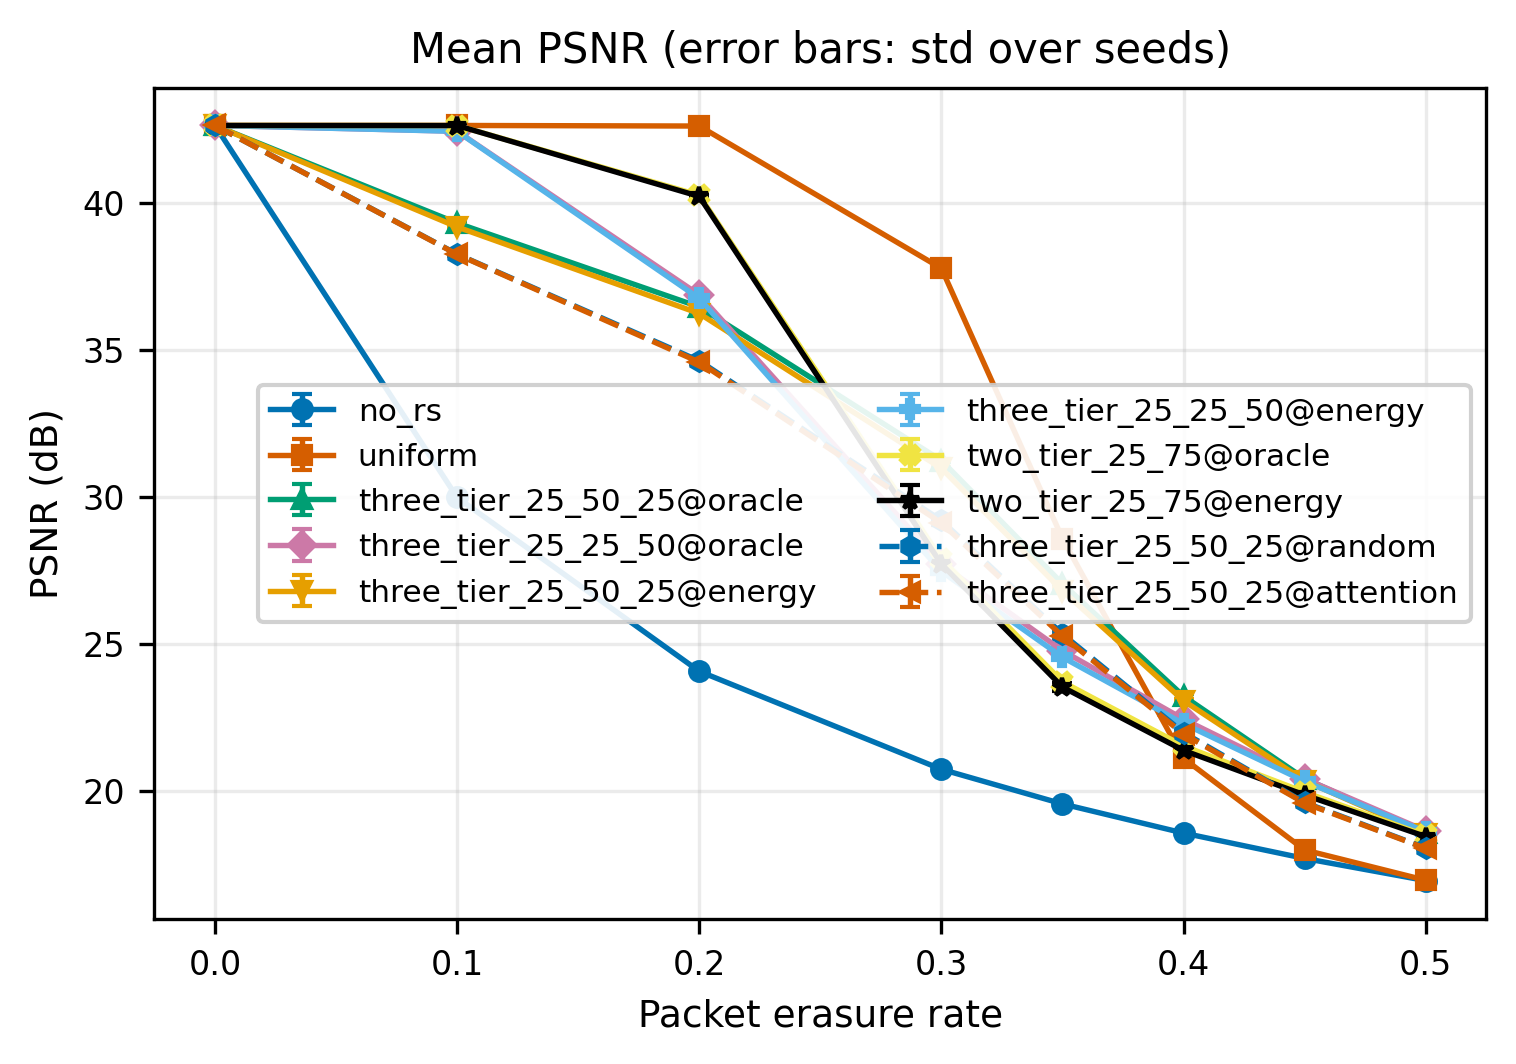 Mean PSNR (error bars: std over seeds)
PSNR (dB)
40
35
30
25
20
no_rs
uniform
three_tier_25_50_25@oracle
three_tier_25_25_50@oracle
three_tier_25_50_25@energy
three_tier_25_25_50@energy
two_tier_25_75@oracle
two_tier_25_75@energy
three_tier_25_50_25@random
three_tier_25_50_25@attention
0.0 0.1 0.2 0.3 0.4 0.5
Packet erasure rate